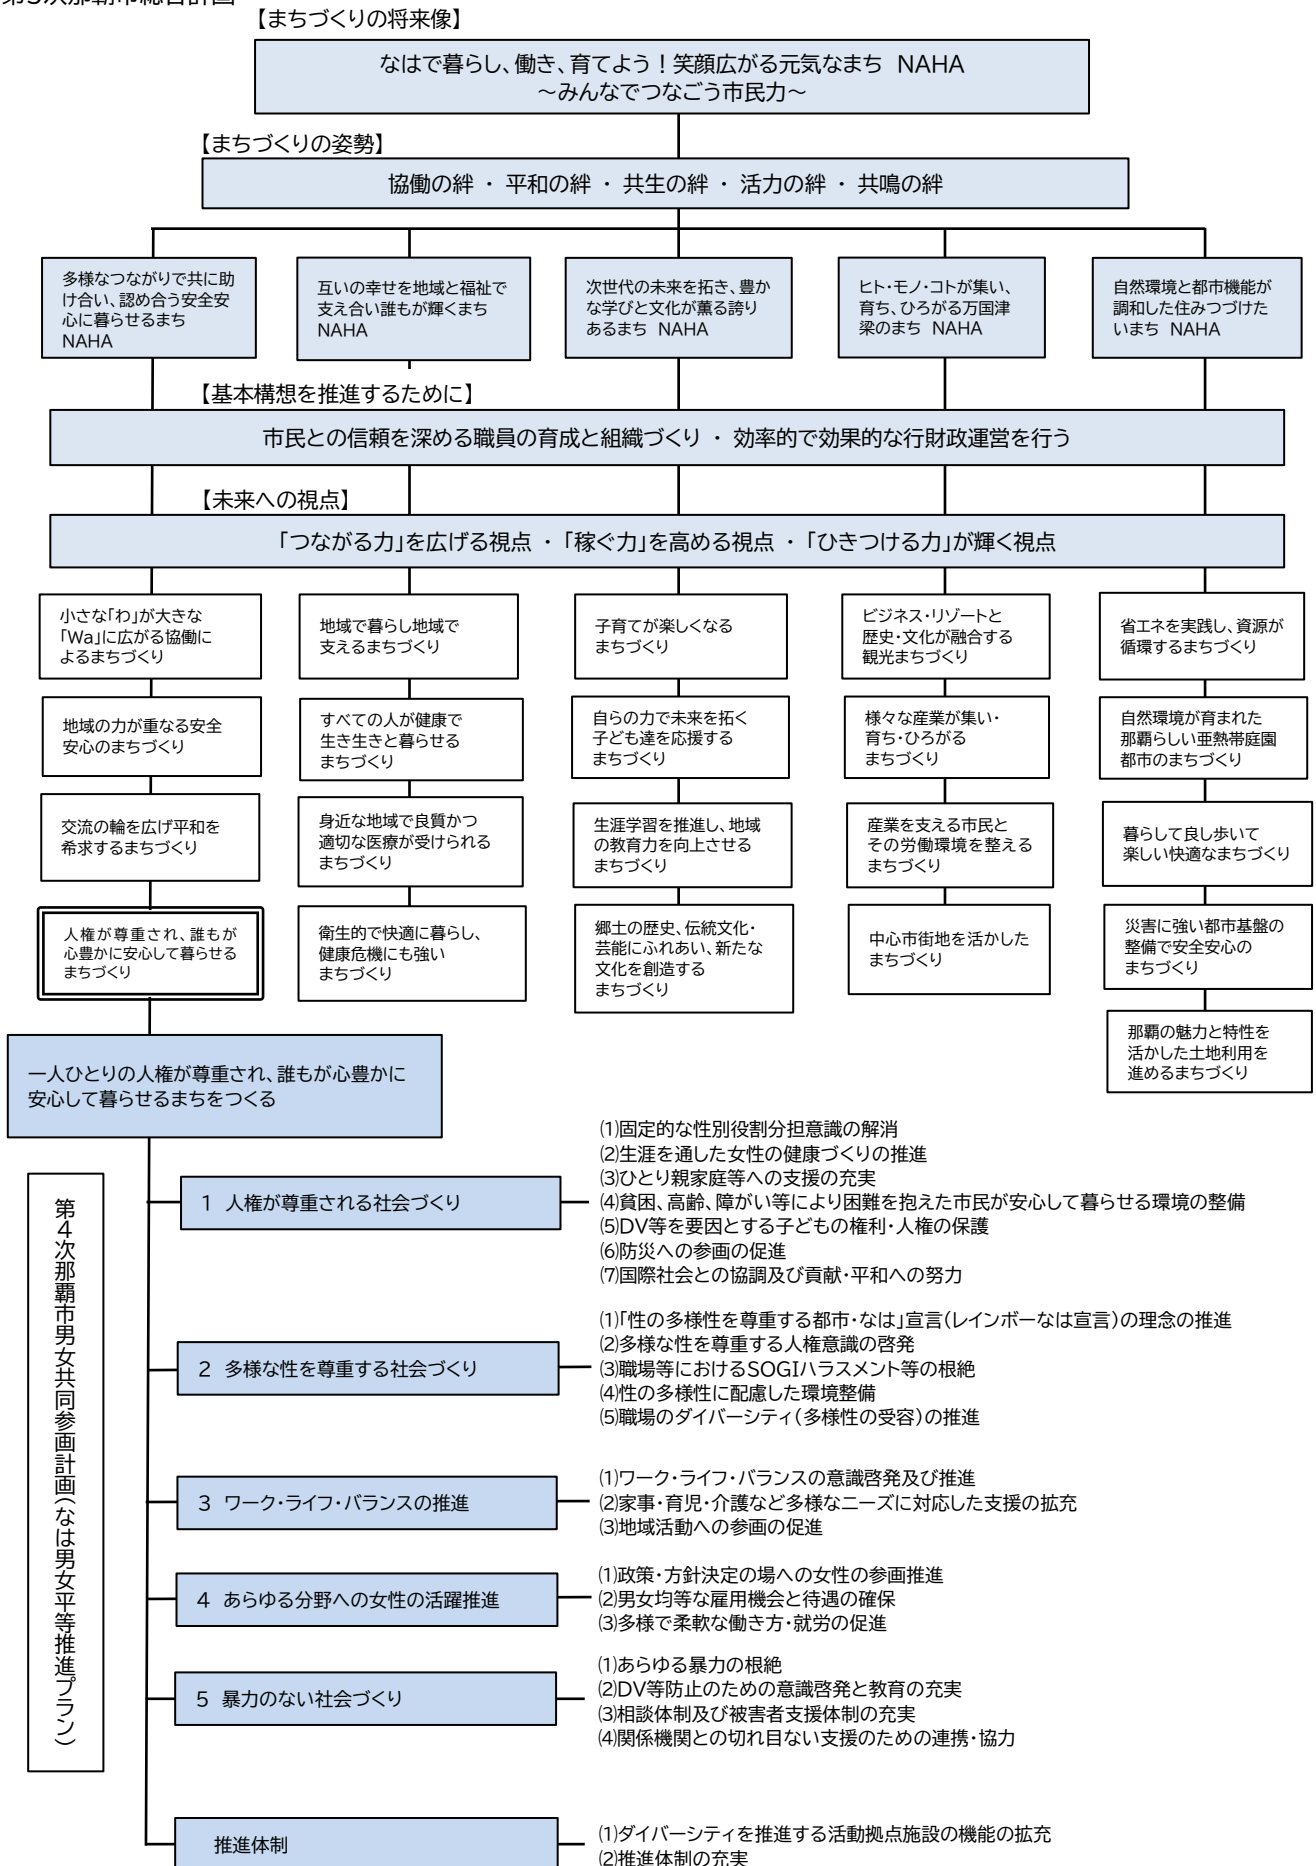 第5次那覇市総合計画
【まちづくりの将来像】
なはで暮らし、働き、育てよう！笑顔広がる元気なまち　NAHA
～みんなでつなごう市民力～
【まちづくりの姿勢】
協働の絆 ・ 平和の絆 ・ 共生の絆 ・ 活力の絆 ・ 共鳴の絆
多様なつながりで共に助
け合い、認め合う安全安
心に暮らせるまち
NAHA
互いの幸せを地域と福祉で
支え合い誰もが輝くまち
NAHA
次世代の未来を拓き、豊か
な学びと文化が薫る誇り
あるまち　NAHA
ヒト・モノ・コトが集い、
育ち、ひろがる万国津
梁のまち　NAHA
自然環境と都市機能が
調和した住みつづけた
いまち　NAHA
【基本構想を推進するために】
市民との信頼を深める職員の育成と組織づくり ・ 効率的で効果的な行財政運営を行う
【未来への視点】
「つながる力」を広げる視点 ・ 「稼ぐ力」を高める視点 ・ 「ひきつける力」が輝く視点
小さな「わ」が大きな
「Wa」に広がる協働に
よるまちづくり
地域で暮らし地域で
支えるまちづくり
子育てが楽しくなる
まちづくり
ビジネス・リゾートと
歴史・文化が融合する
観光まちづくり
省エネを実践し、資源が
循環するまちづくり
地域の力が重なる安全
安心のまちづくり
すべての人が健康で
生き生きと暮らせる
まちづくり
自らの力で未来を拓く
子ども達を応援する
まちづくり
様々な産業が集い・
育ち・ひろがる
まちづくり
自然環境が育まれた
那覇らしい亜熱帯庭園
都市のまちづくり
交流の輪を広げ平和を
希求するまちづくり
身近な地域で良質かつ
適切な医療が受けられる
まちづくり
生涯学習を推進し、地域
の教育力を向上させる
まちづくり
産業を支える市民と
その労働環境を整える
まちづくり
暮らして良し歩いて
楽しい快適なまちづくり
人権が尊重され、誰もが
心豊かに安心して暮らせる
まちづくり
衛生的で快適に暮らし、
健康危機にも強い
まちづくり
郷土の歴史、伝統文化・
芸能にふれあい、新たな
文化を創造する
まちづくり
中心市街地を活かした
まちづくり
災害に強い都市基盤の
整備で安全安心の
まちづくり
那覇の魅力と特性を
活かした土地利用を
進めるまちづくり
一人ひとりの人権が尊重され、誰もが心豊かに
安心して暮らせるまちをつくる
第4次那覇市男女共同参画計画(なは男女平等推進プラン)
1　人権が尊重される社会づくり
⑴固定的な性別役割分担意識の解消
⑵生涯を通した女性の健康づくりの推進
⑶ひとり親家庭等への支援の充実
⑷貧困、高齢、障がい等により困難を抱えた市民が安心して暮らせる環境の整備
⑸DV等を要因とする子どもの権利・人権の保護
⑹防災への参画の促進
⑺国際社会との協調及び貢献・平和への努力
2　多様な性を尊重する社会づくり
⑴「性の多様性を尊重する都市・なは」宣言(レインボーなは宣言)の理念の推進
⑵多様な性を尊重する人権意識の啓発
⑶職場等におけるSOGIハラスメント等の根絶
⑷性の多様性に配慮した環境整備
⑸職場のダイバーシティ(多様性の受容)の推進
3　ワーク・ライフ・バランスの推進
⑴ワーク・ライフ・バランスの意識啓発及び推進
⑵家事・育児・介護など多様なニーズに対応した支援の拡充
⑶地域活動への参画の促進
4　あらゆる分野への女性の活躍推進
⑴政策・方針決定の場への女性の参画推進
⑵男女均等な雇用機会と待遇の確保
⑶多様で柔軟な働き方・就労の促進
5　暴力のない社会づくり
⑴あらゆる暴力の根絶
⑵DV等防止のための意識啓発と教育の充実
⑶相談体制及び被害者支援体制の充実
⑷関係機関との切れ目ない支援のための連携・協力
推進体制
⑴ダイバーシティを推進する活動拠点施設の機能の拡充
⑵推進体制の充実